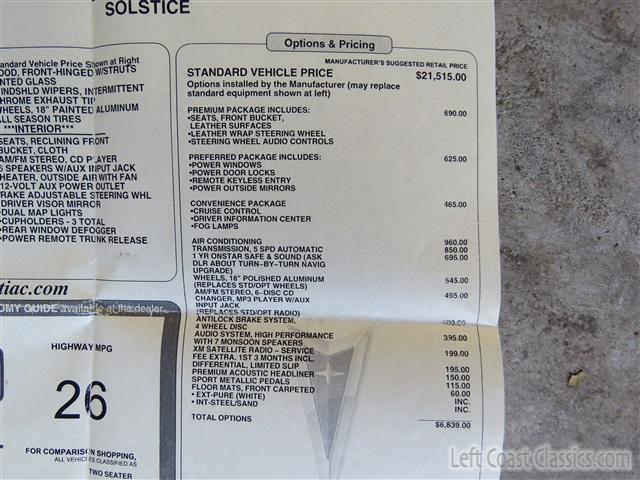 SOLSTICE
Standard Vehicle Price Shown at Right
HOOD, FRONT-HINGED W/STRUTS
TINTED GLASS
WINDSHLD WIPERS, INTERMITTENT
CHROME EXHAUST TIP
WHEELS, 18" PAINTED ALUMINUM
ALL SEASON TIRES
***INTERIOR***
SEATS, RECLINING FRONT
BUCKET, CLOTH
AM/FM STEREO, CD PLAYER
6 SPEAKERS W/AUX INPUT JACK
HEATER, OUTSIDE AIR WITH FAN
12-VOLT AUX POWER OUTLET
BRAKE ADJUSTABLE STEERING WHL
DRIVER VISOR MIRROR
•DUAL MAP LIGHTS
•CUPHOLDERS - 3 TOTAL
•REAR WINDOW DEFOGGER
•POWER REMOTE TRUNK RELEASE
tiac.com
OMY GUIDE available at the dealer.
HIGHWAY MPG
26
FOR COMPARISON SHOPPING,
ALL VEHICLES CLASSIFIED AS
TWO SEATER
Options & Pricing
MANUFACTURER'S SUGGESTED RETAIL PRICE
STANDARD VEHICLE PRICE $21,515.00
Options installed by the Manufacturer (may replace
standard equipment shown at left)
PREMIUM PACKAGE INCLUDES: 690.00
•SEATS, FRONT BUCKET,
LEATHER SURFACES
•LEATHER WRAP STEERING WHEEL
•STEERING WHEEL AUDIO CONTROLS
PREFERRED PACKAGE INCLUDES: 625.00
•POWER WINDOWS
•POWER DOOR LOCKS
•REMOTE KEYLESS ENTRY
•POWER OUTSIDE MIRRORS
CONVENIENCE PACKAGE 465.00
•CRUISE CONTROL
•DRIVER INFORMATION CENTER
•FOG LAMPS
AIR CONDITIONING 960.00
TRANSMISSION, 5 SPD AUTOMATIC 850.00
1 YR ONSTAR SAFE & SOUND (ASK 695.00
DLR ABOUT TURN-BY-TURN NAVIG
UPGRADE)
WHEELS, 18" POLISHED ALUMINUM 545.00
(REPLACES STD/OPT WHEELS)
AM/FM STEREO, 6-DISC CD 495.00
CHANGER, MP3 PLAYER W/AUX
INPUT JACK
(REPLACES STD/OPT RADIO)
ANTILOCK BRAKE SYSTEM, 400.00
4 WHEEL DISC
AUDIO SYSTEM, HIGH PERFORMANCE 395.00
WITH 7 MONSOON SPEAKERS
XM SATELLITE RADIO - SERVICE 199.00
FEE EXTRA. 1ST 3 MONTHS INCL.
DIFFERENTIAL, LIMITED SLIP 195.00
PREMIUM ACOUSTIC HEADLINER 150.00
SPORT METALLIC PEDALS 115.00
FLOOR MATS, FRONT CARPETED 60.00
• EXT-PURE (WHITE) INC.
• INT-STEEL/SAND INC.
TOTAL OPTIONS $6,839.00
Left Coast Classics.com